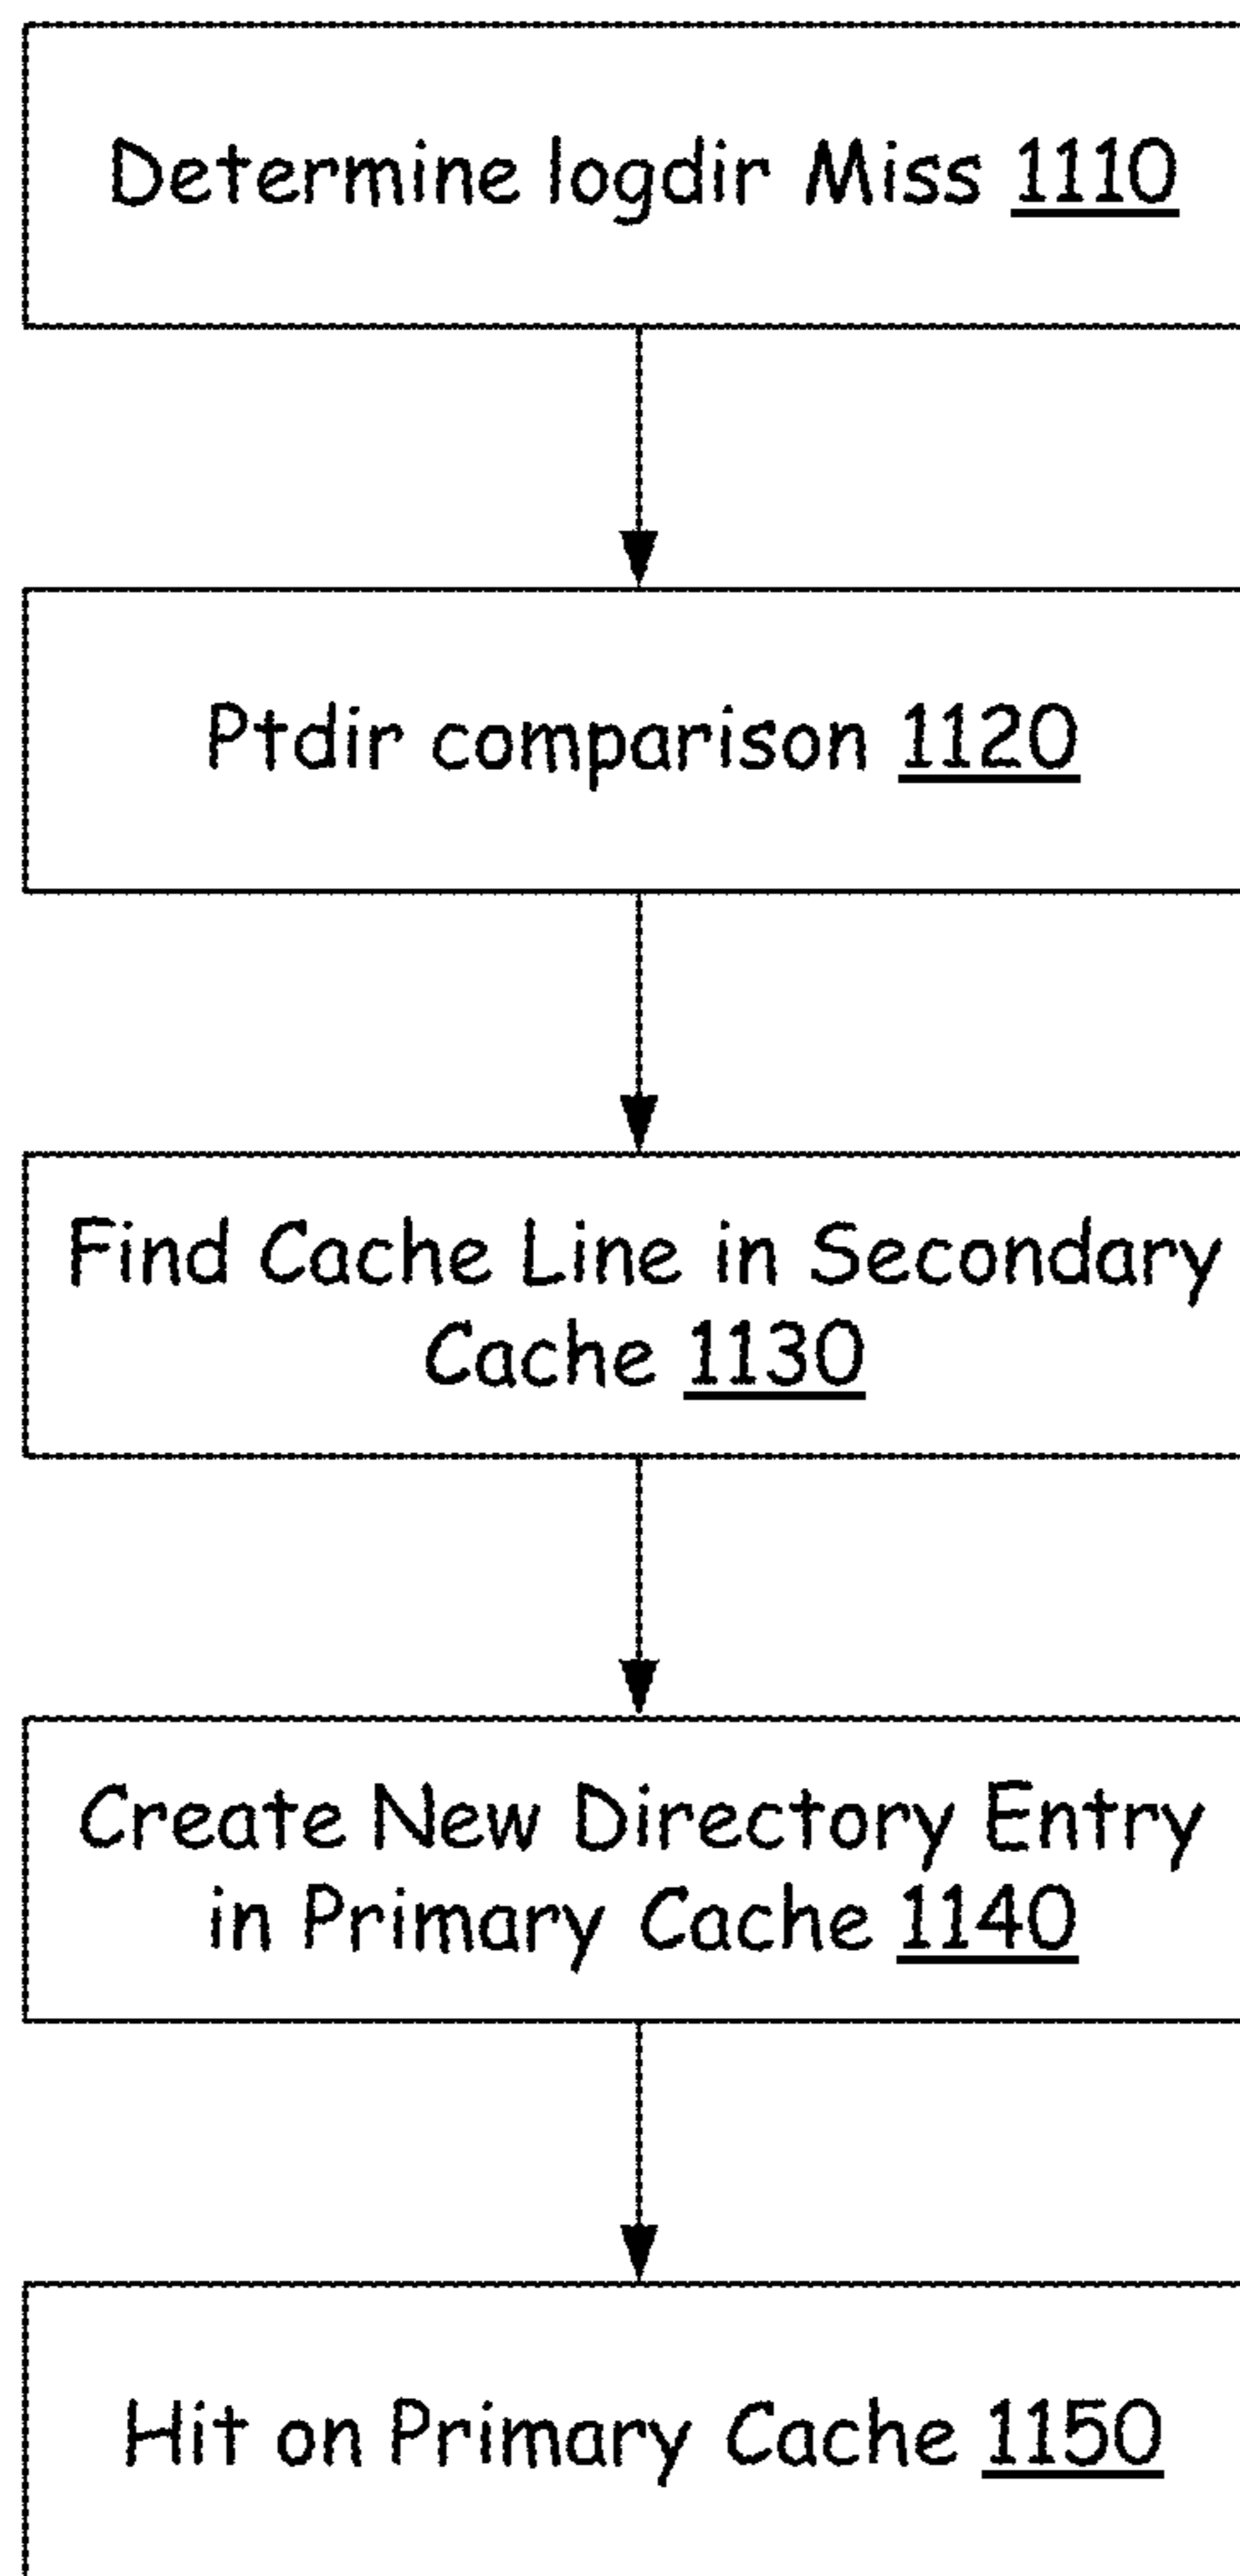 Determine logdir Miss 1110
Ptdir comparison 1120
Find Cache Line in Secondary
Cache 1130
Create New Directory Entry
in Primary Cache 1140
Hit on Primary Cache 1150